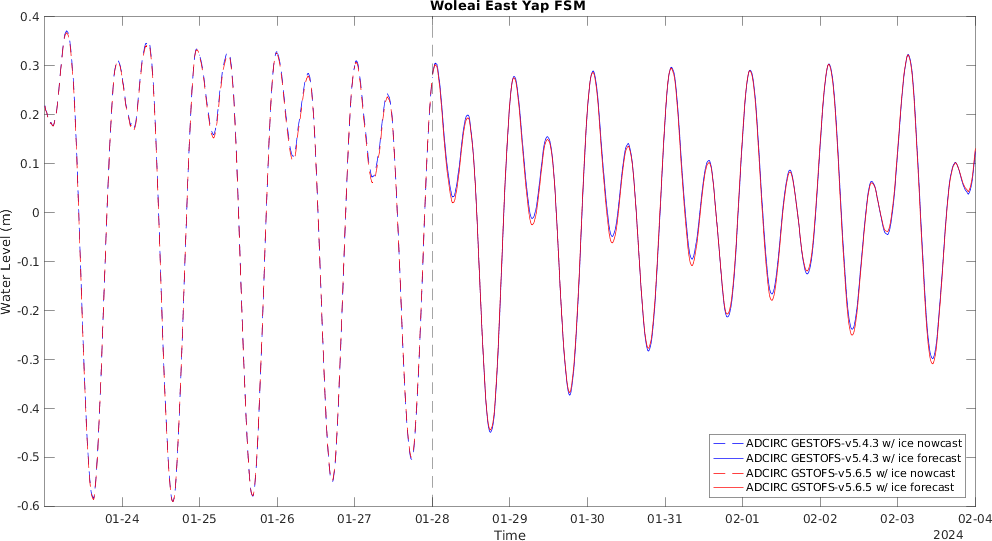 Woleai East Yap FSM
0.4
0.3
0.2
0.1
0
-0.1
-0.2
-0.3
-0.4
-0.5
-0.6
Water Level (m)
ADCIRC GESTOFS-v5.4.3 w/ ice nowcast
ADCIRC GESTOFS-v5.4.3 w/ ice forecast
ADCIRC GSTOFS-v5.6.5 w/ ice nowcast
ADCIRC GSTOFS-v5.6.5 w/ ice forecast
01-24 01-25 01-26 01-27 01-28 01-29 01-30 01-31 02-01 02-02 02-03 02-04
Time
2024